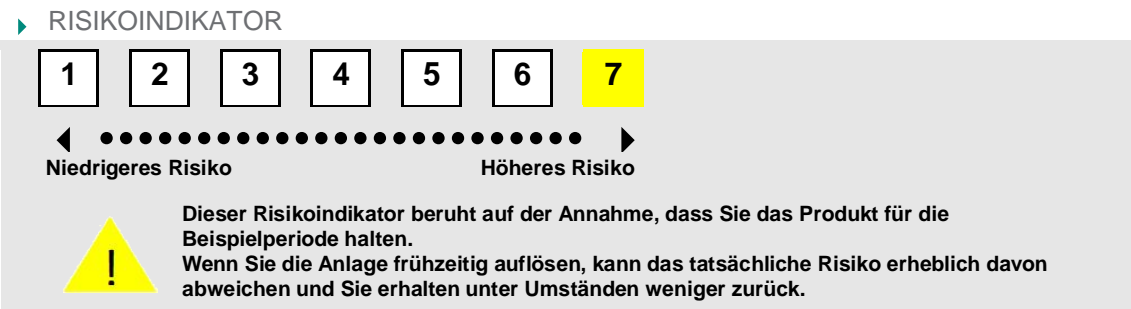 RISIKOINDIKATOR
1 2 3 4 5 6 7
Niedrigeres Risiko Höheres Risiko
Dieser Risikoindikator beruht auf der Annahme, dass Sie das Produkt für die
Beispielperiode halten.
Wenn Sie die Anlage frühzeitig auflösen, kann das tatsächliche Risiko erheblich davon
abweichen und Sie erhalten unter Umständen weniger zurück.
!